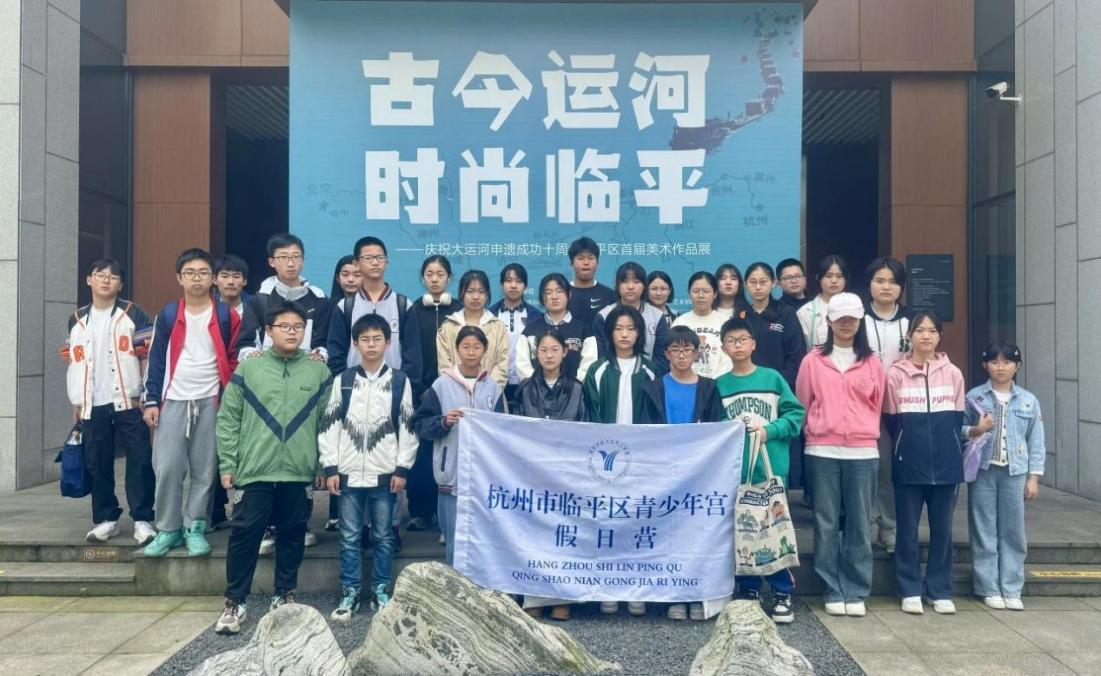 古今运河
时尚临平
——庆祝大运河申遗成功十周
平区首届美术作品展
北京
杭州
杭州市临平区青少年宫
假日营
HANG ZHOU SHI LIN PING QU
QING SHAO NIAN GONG JIA RI YING
THOMPSON
HUSH PUPPIE